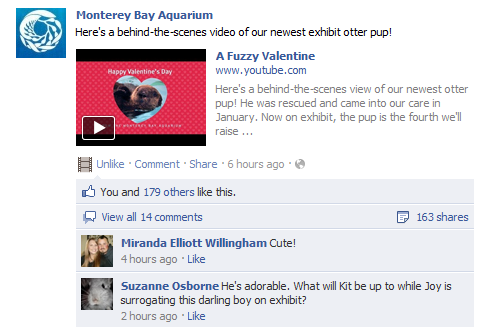 Monterey Bay Aquarium
Here's a behind-the-scenes video of our newest exhibit otter pup!
Happy Valentine's Day
THE MONTEREY BAY AQUARIUM
A Fuzzy Valentine
www.youtube.com
Here's a behind-the-scenes view of our newest otter
pup! He was rescued and came into our care in
January. Now on exhibit, the pup is the fourth we'll
raise ...
Unlike · Comment · Share · 6 hours ago ·
You and 179 others like this.
View all 14 comments
163 shares
Miranda Elliott Willingham Cute!
4 hours ago · Like
Suzanne Osborne He's adorable. What will Kit be up to while Joy is
surrogating this darling boy on exhibit?
2 hours ago · Like